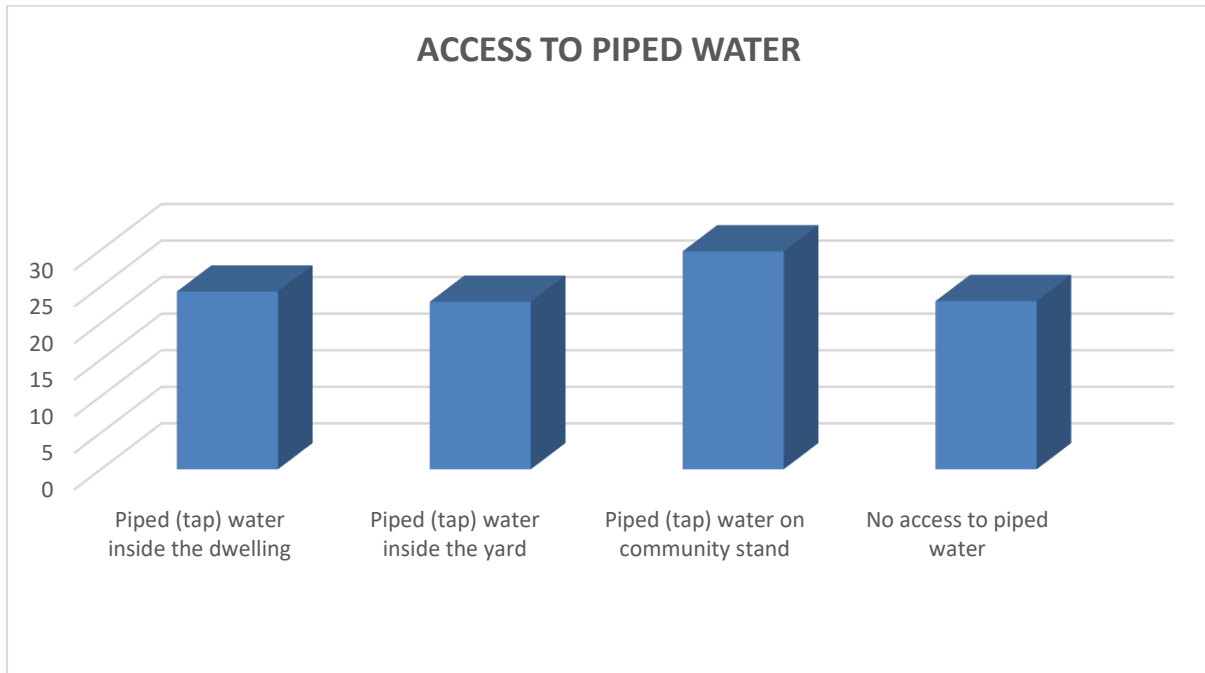 ACCESS TO PIPED WATER
30
25
20
15
10
5
0
Piped (tap) water
inside the dwelling
Piped (tap) water
inside the yard
Piped (tap) water on
community stand
No access to piped
water